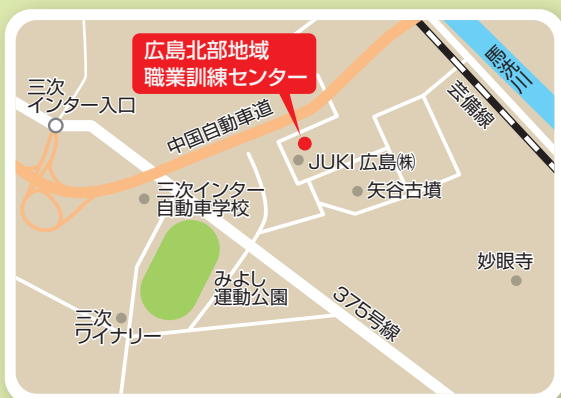 広島北部地域
職業訓練センター
三次
インター入口
中国自動車道
馬洗川
芸備線
JUKI 広島㈱
矢谷古墳
三次インター
自動車学校
みよし
運動公園
三次
ワイナリー
375号線
妙眼寺